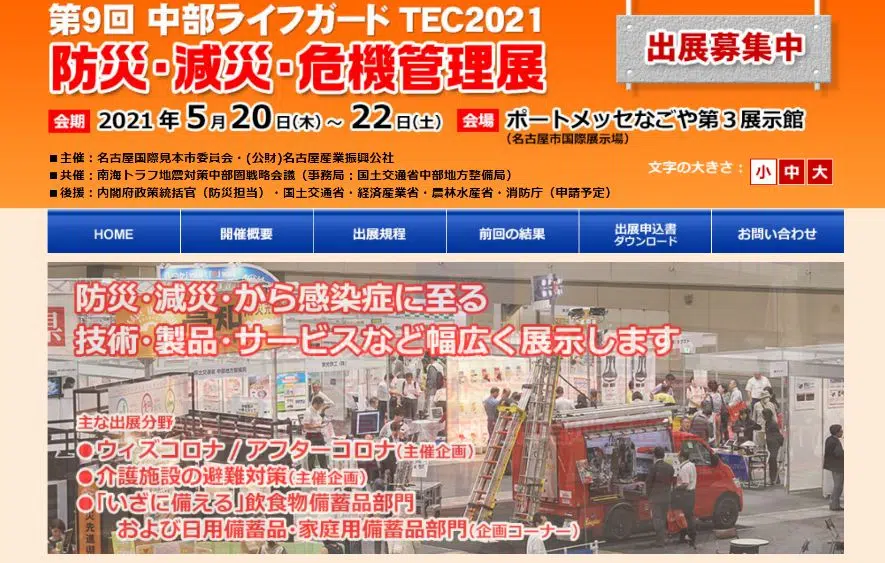 第9回 中部ライフガード TEC2021
防災・減災・危機管理展
出展募集中
会期 2021年5月20日(木)～22日(土) 会場 ポートメッセなごや第3展示館
(名古屋市国際展示場)
■主催：名古屋国際見本市委員会・(公財)名古屋産業振興公社
■共催：南海トラフ地震対策中部圏戦略会議（事務局：国土交通省中部地方整備局）
■後援：内閣府政策統括官（防災担当）・国土交通省・経済産業省・農林水産省・消防庁（申請予定）
文字の大きさ： 小 中 大
HOME 開催概要 出展規程 前回の結果 出展申込書 ダウンロード お問い合わせ
防災・減災・から感染症に至る
技術・製品・サービスなど幅広く展示します
主な出展分野
●ウィズコロナ / アフターコロナ(主催企画)
●介護施設の避難対策(主催企画)
●「いざに備える」飲食物備蓄品部門
および日用備蓄品・家庭用備蓄品部門(企画コーナー)